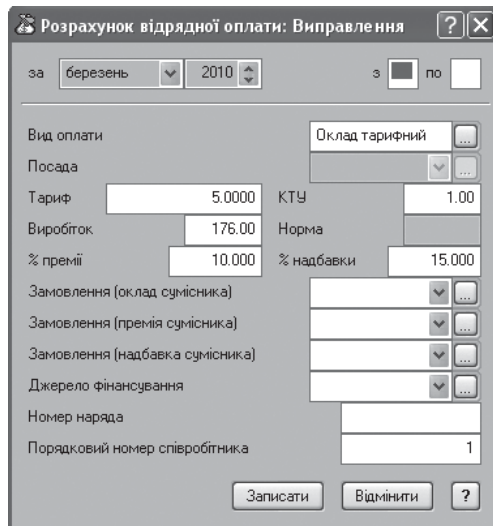 Розрахунок відрядної оплати: Виправлення ? X
за березень 2010 з по
Вид оплати Оклад тарифний ...
Посада ...
Тариф 5.0000 КТУ 1.00
Виробіток 176.00 Норма
% премії 10.000 % надбавки 15.000
Замовлення (оклад сумісника) ...
Замовлення (премія сумісника) ...
Замовлення (надбавка сумісника) ...
Джерело фінансування ...
Номер наряда
Порядковий номер співробітника 1
Записати Відмінити ?